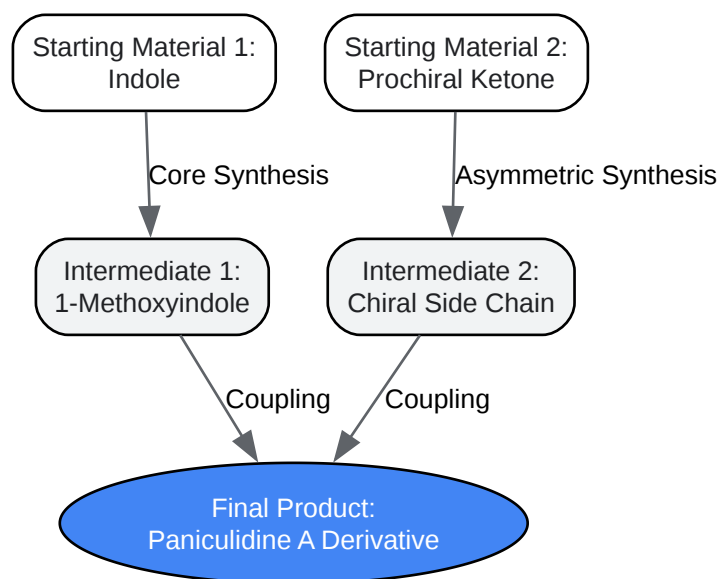 Starting Material 1:
Indole
Starting Material 2:
Prochiral Ketone
Core Synthesis
Asymmetric Synthesis
Intermediate 1:
1-Methoxyindole
Intermediate 2:
Chiral Side Chain
Coupling
Coupling
Final Product:
Paniculidine A Derivative